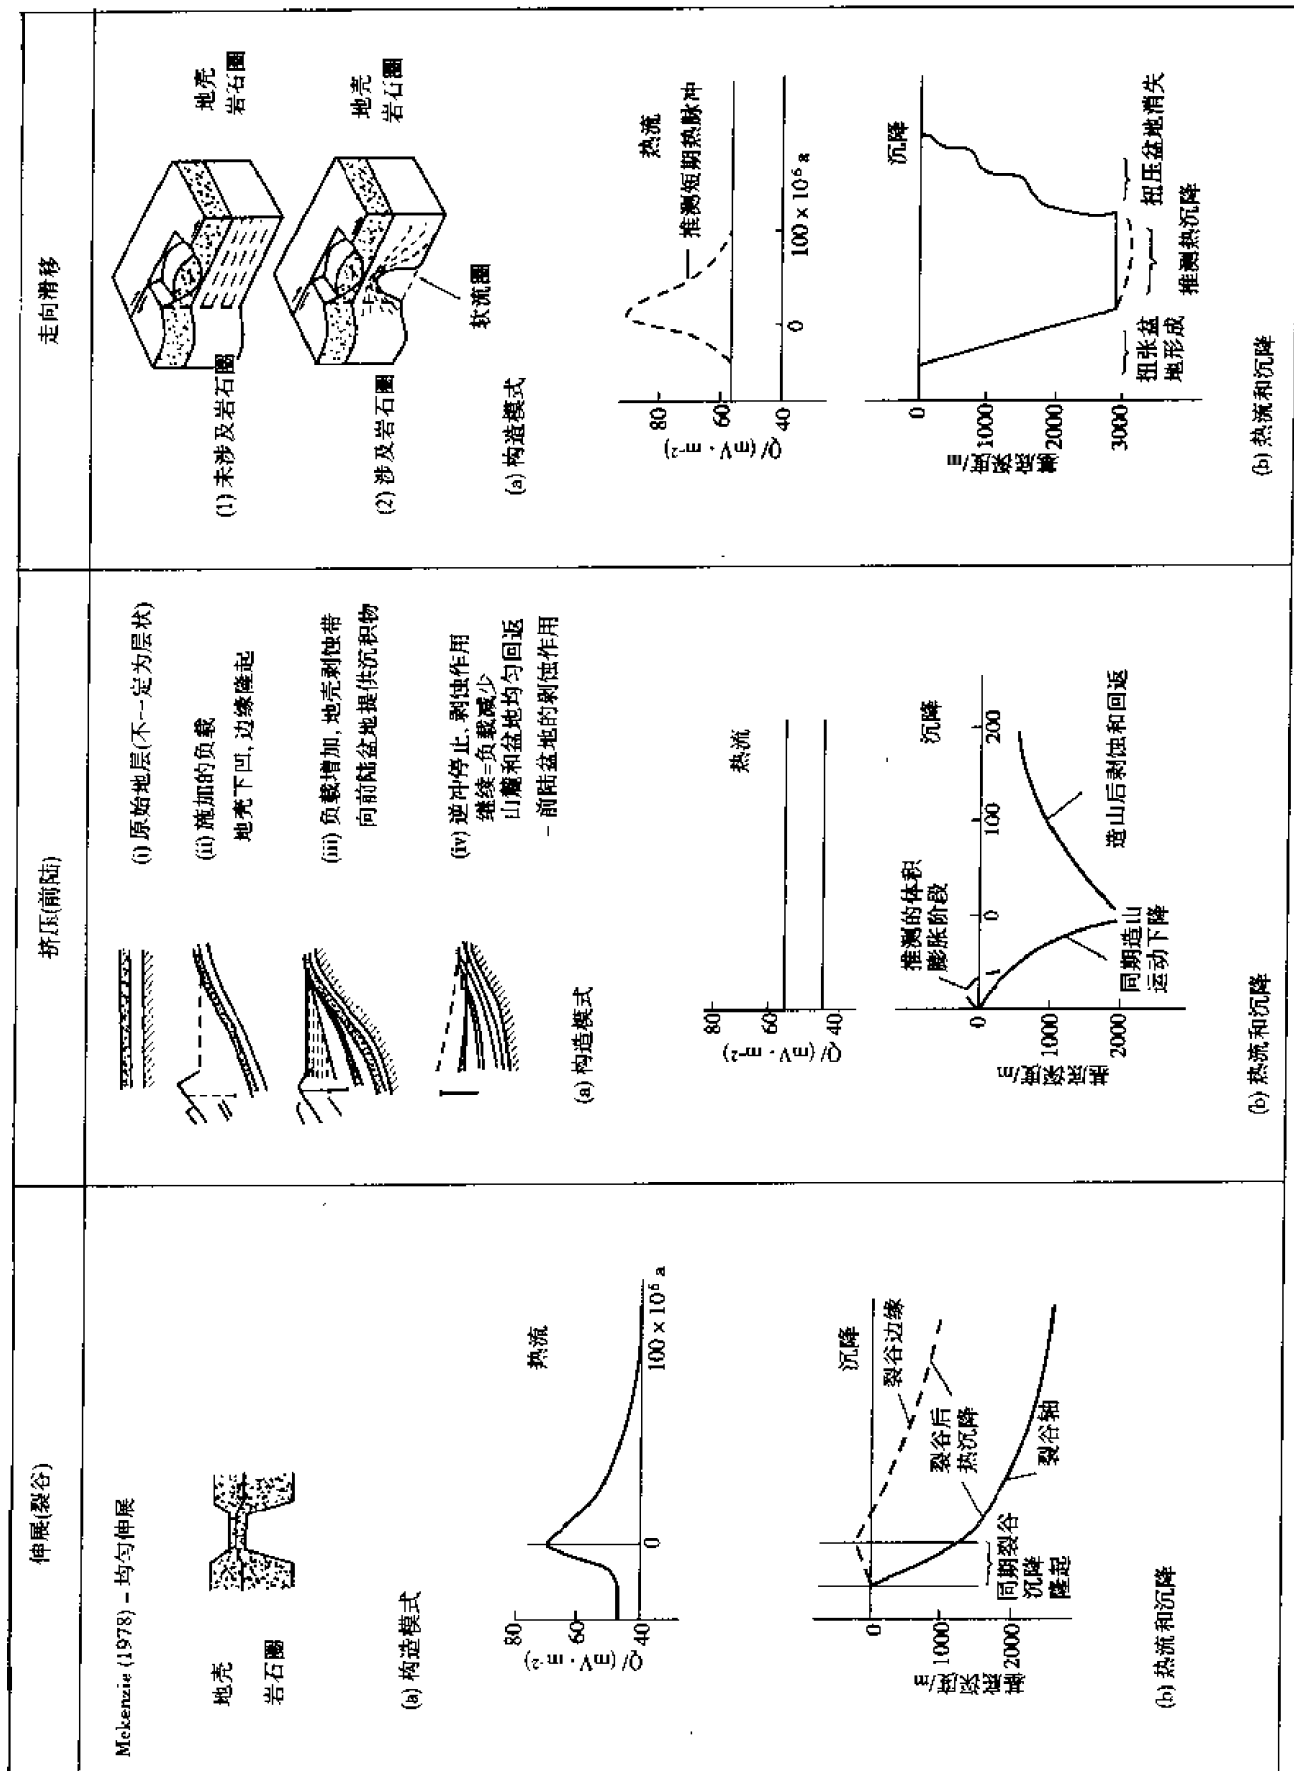 伸展(裂谷)
Mckenzie (1978) – 均匀伸展
地壳
岩石圈
(a) 构造模式
热流
80
60
40
Q/(mV·m⁻²)
0
100×10⁶ a
沉降
0
1000
2000
基底深度/m
裂谷边缘
裂谷后
热沉降
裂谷轴
同期裂谷
沉降
隆起
(b) 热流和沉降
挤压(前陆)
(i) 原始地层(不一定为层状)
(ii) 施加的负载
地壳下凹, 边缘隆起
(iii) 负载增加, 地壳剥蚀带
向前陆盆地提供沉积物
(iv) 逆冲停止, 剥蚀作用
继续=负载减少
山麓和盆地均匀回返
– 前陆盆地的剥蚀作用
(a) 构造模式
热流
80
60
40
Q/(mV·m⁻²)
沉降
推测的体积
膨胀阶段
0
100
200
0
1000
2000
基底深度/m
同期造山
运动下降
造山后剥蚀和回返
(b) 热流和沉降
走向滑移
地壳
岩石圈
(1) 未涉及岩石圈
地壳
岩石圈
(2) 涉及岩石圈
软流圈
(a) 构造模式
热流
推测短期热脉冲
80
60
40
Q/(mV·m⁻²)
0
100×10⁶ a
沉降
0
1000
2000
3000
基底深度/m
扭张盆
地形成
推测热沉降
扭压盆地消失
(b) 热流和沉降